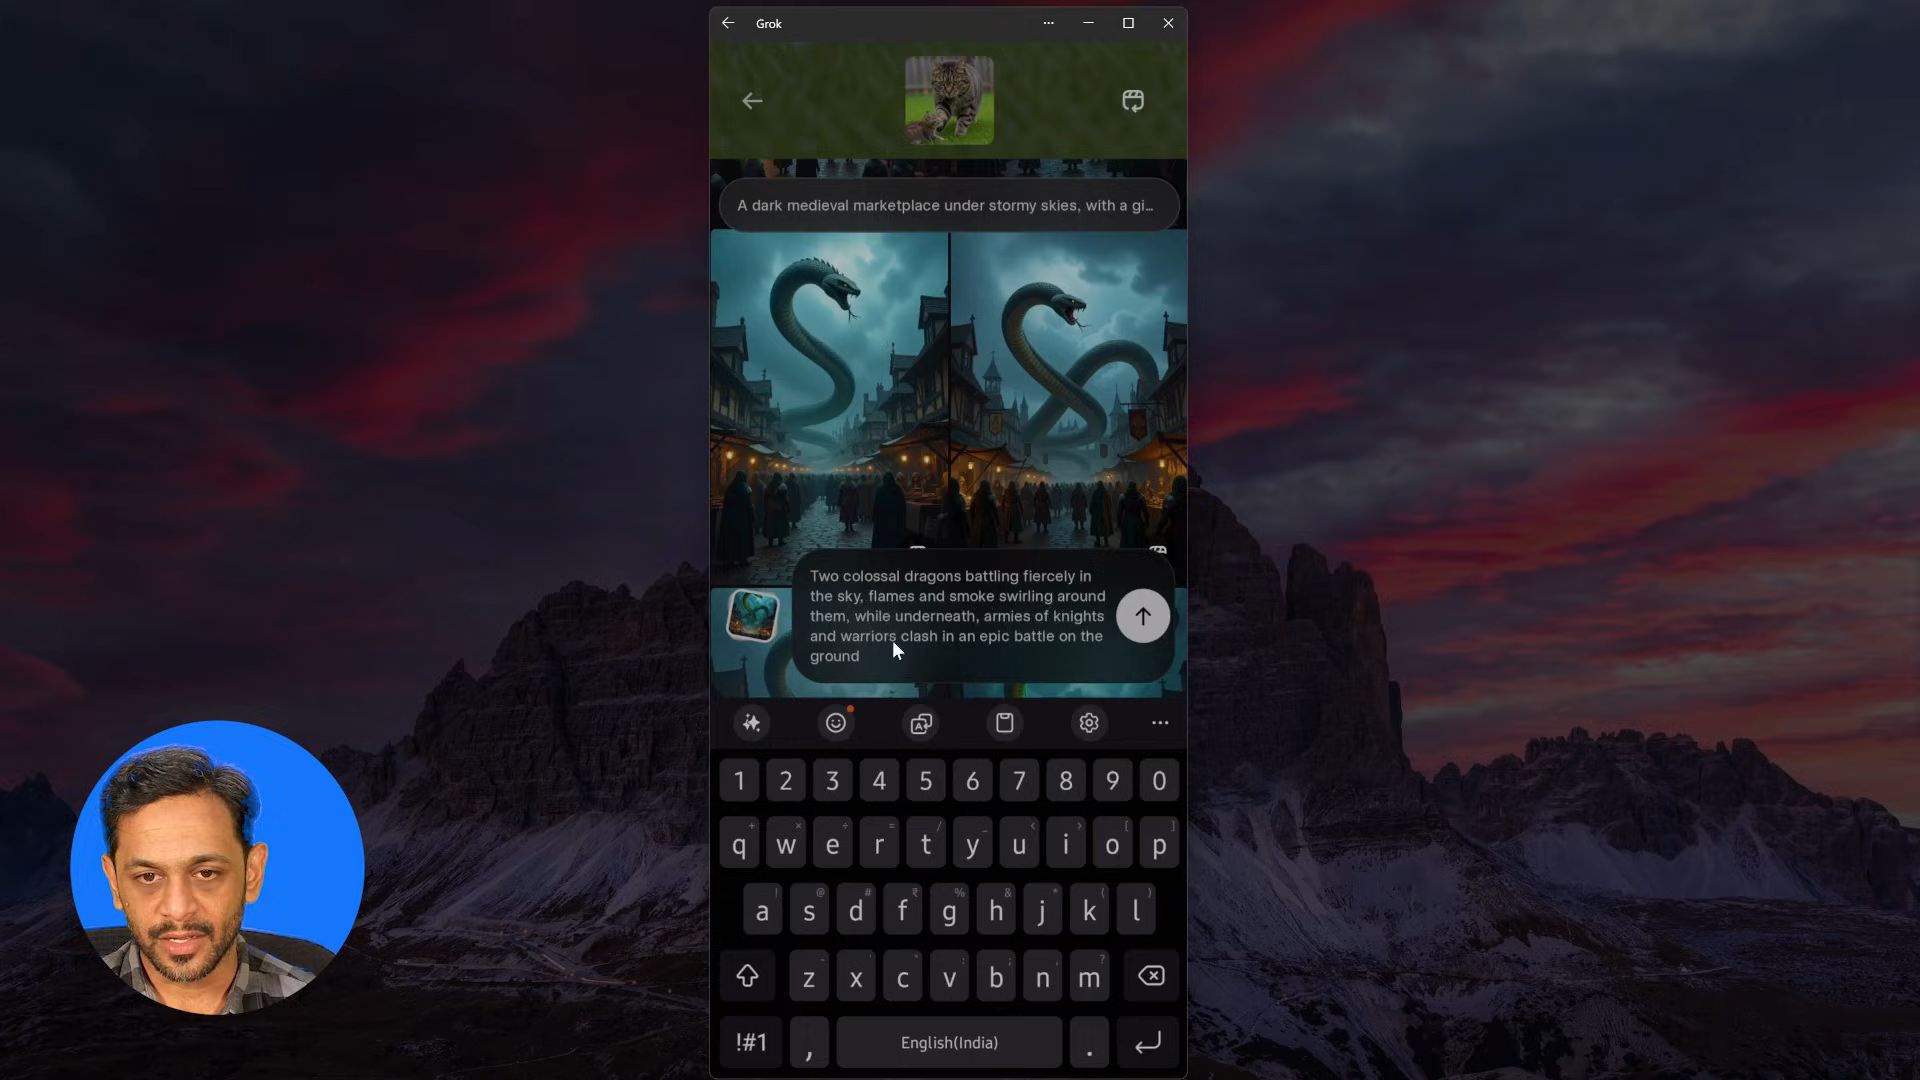 Grok
A dark medieval marketplace under stormy skies, with a gi...
Two colossal dragons battling fiercely in
the sky, flames and smoke swirling around
them, while underneath, armies of knights
and warriors clash in an epic battle on the
ground
1 2 3 4 5 6 7 8 9 0
q w e r t y u i o p
a s d f g h j k l
z x c v b n m
!#1 , English(India) .